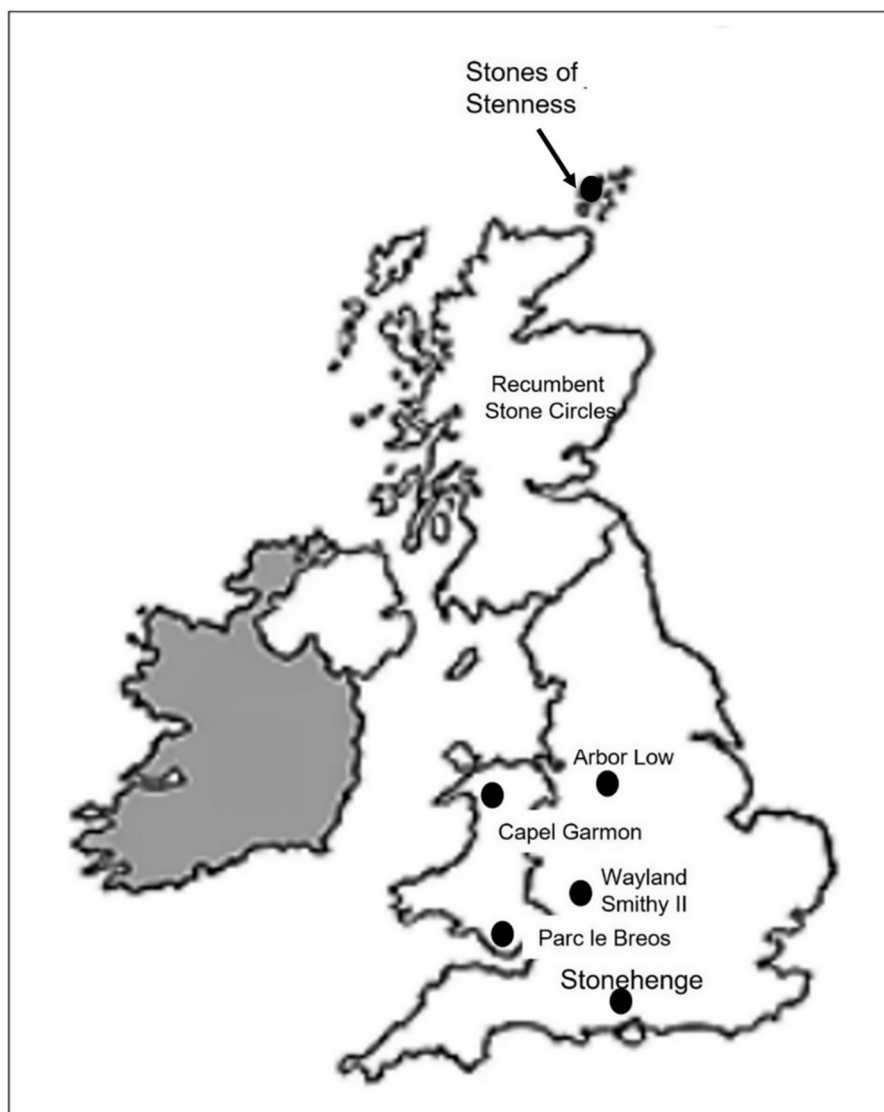 Stones of
Stenness
Recumbent
Stone Circles
Arbor Low
Capel Garmon
Wayland
Smithy II
Parc le Breos
Stonehenge